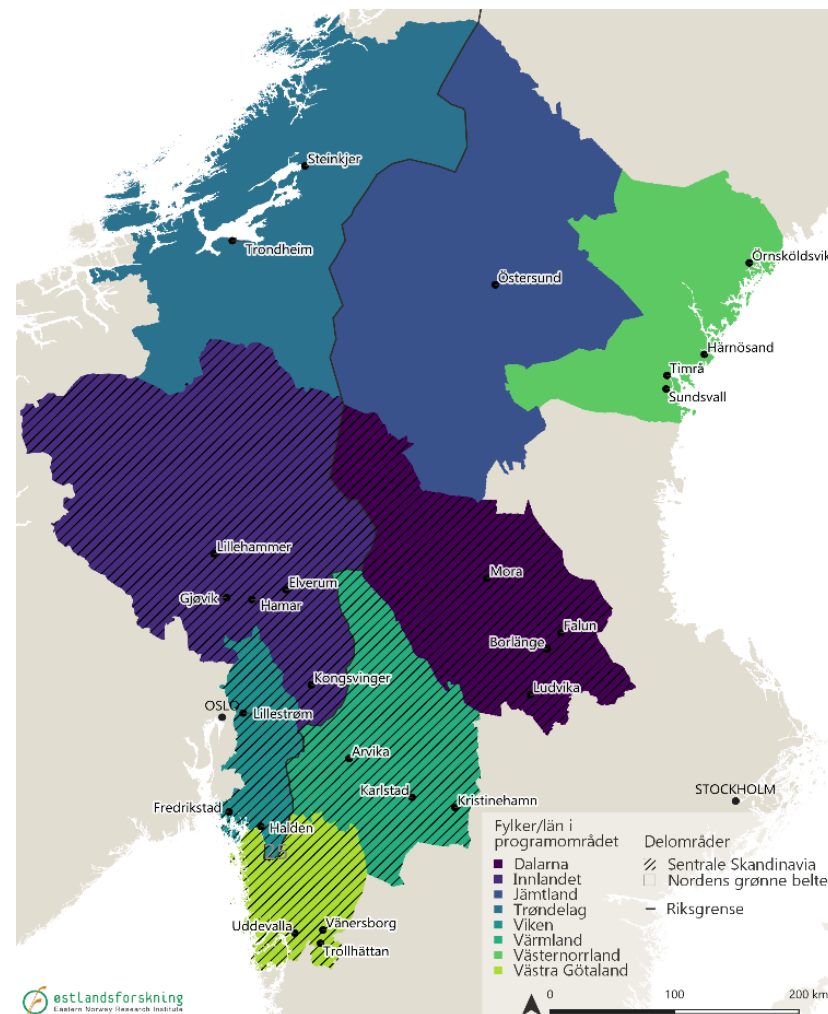 Steinkjer
Trondheim
Örnsköldsvik
Östersund
Härnösand
Timrå
Sundsvall
Lillehammer
Mora
Elverum
Gjøvik
Hamar
Falun
Borlänge
Kongsvinger
Ludvika
OSLO
Lillestrøm
Arvika
Karlstad
Kristinehamn
STOCKHOLM
Fredrikstad
Halden
25
Uddevalla
Vänersborg
Trollhättan
Fylker/län i
programområdet
Dalarna
Innlandet
Jämtland
Trøndelag
Viken
Värmland
Västernorrland
Västra Götaland
Delområder
Sentrale Skandinavia
Nordens grønne belte
Riksgrense
0 100 200 km
østlandsforskning
Eastern Norway Research Institute